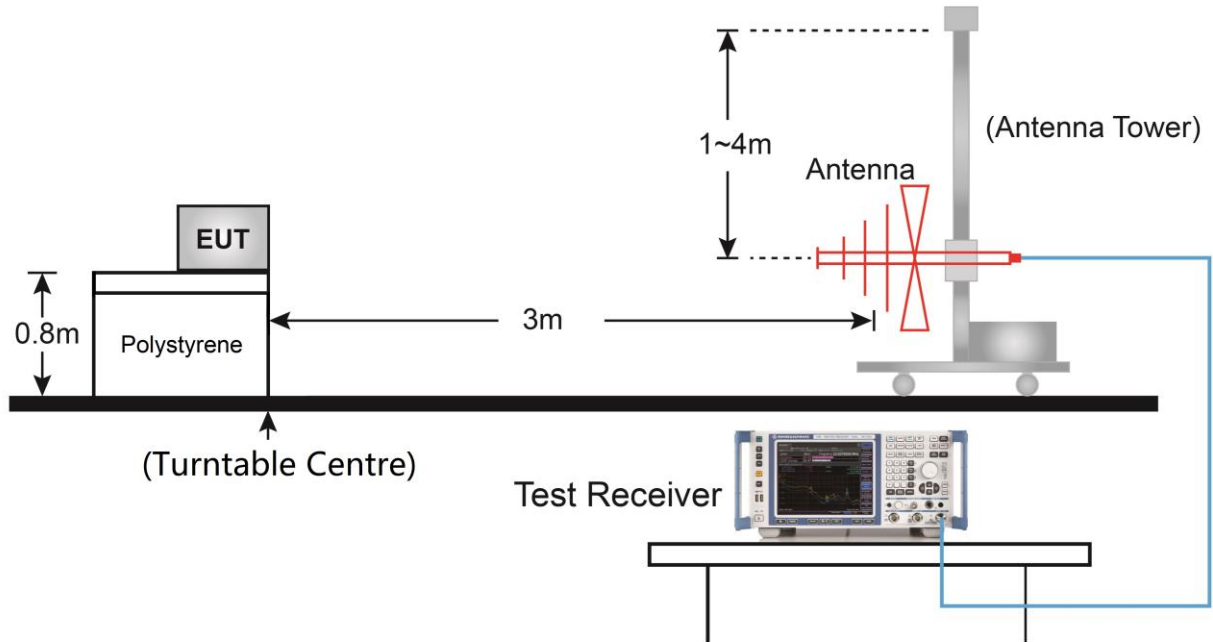 1~4m
(Antenna Tower)
Antenna
EUT
0.8m
Polystyrene
3m
(Turntable Centre)
Test Receiver